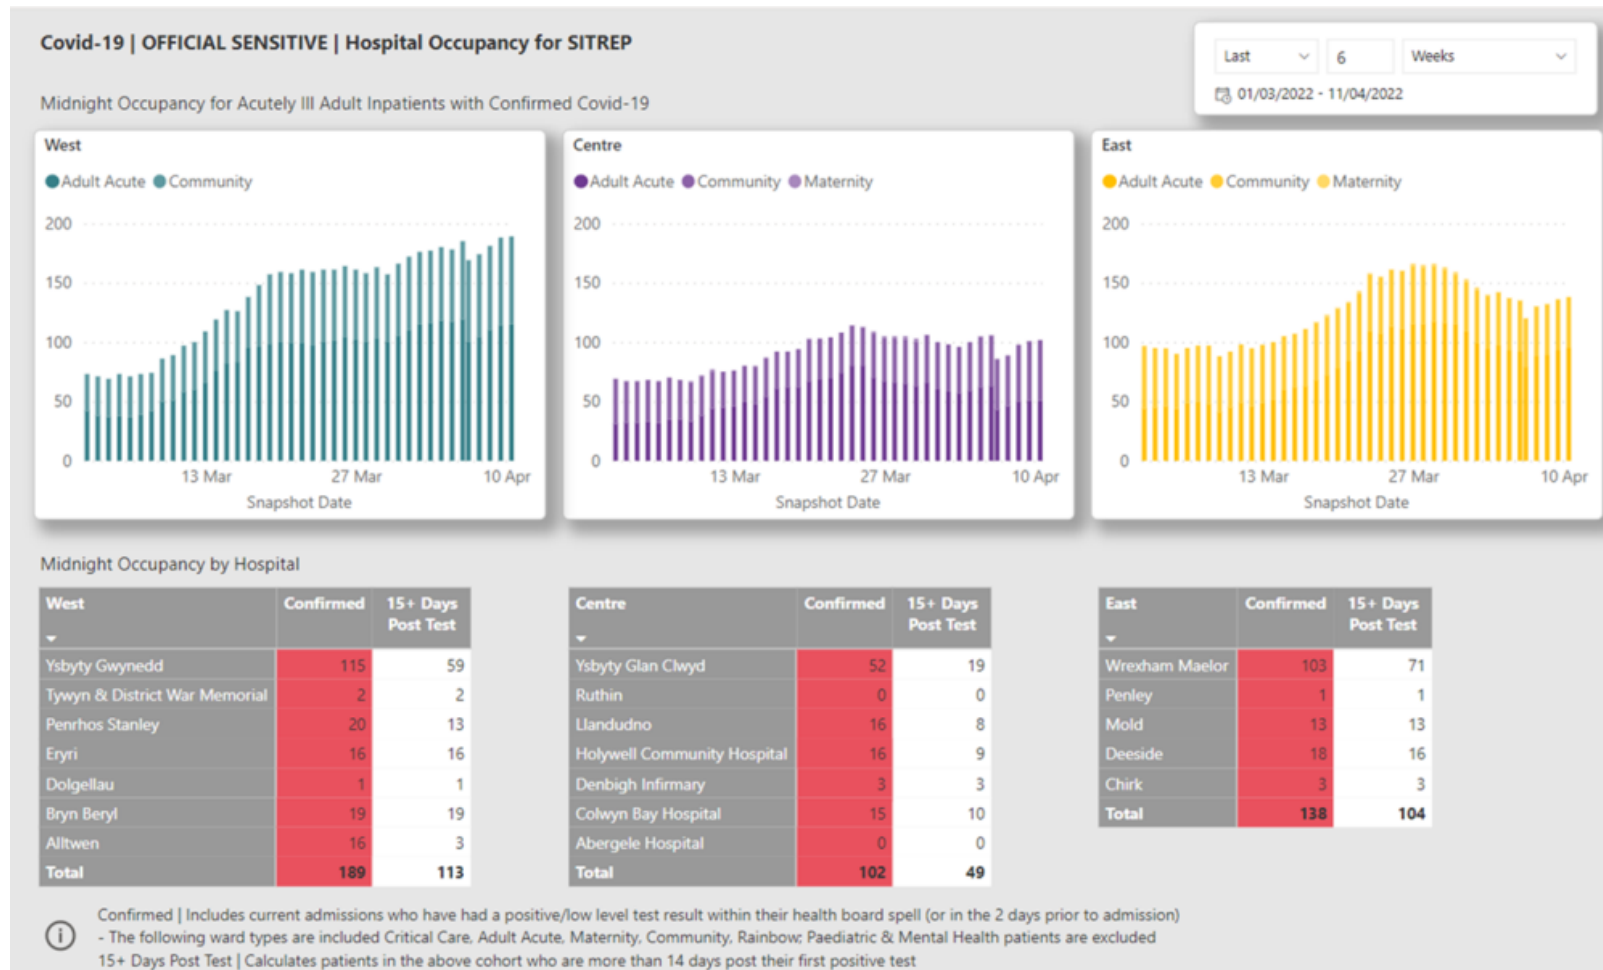 Covid-19 | OFFICIAL SENSITIVE | Hospital Occupancy for SITREP
Last 6 Weeks
01/03/2022 - 11/04/2022
Midnight Occupancy for Acutely Ill Adult Inpatients with Confirmed Covid-19
West
Adult Acute Community
200
150
100
50
0
13 Mar 27 Mar 10 Apr
Snapshot Date
Centre
Adult Acute Community Maternity
200
150
100
50
0
13 Mar 27 Mar 10 Apr
Snapshot Date
East
Adult Acute Community Maternity
200
150
100
50
0
13 Mar 27 Mar 10 Apr
Snapshot Date
Midnight Occupancy by Hospital
West Confirmed 15+ Days
Post Test
Ysbyty Gwynedd 115 59
Tywyn & District War Memorial 2 2
Penrhos Stanley 20 13
Eryri 16 16
Dolgellau 1 1
Bryn Beryl 19 19
Alltwen 16 3
Total 189 113
Centre Confirmed 15+ Days
Post Test
Ysbyty Glan Clwyd 52 19
Ruthin 0 0
Llandudno 16 8
Holywell Community Hospital 16 9
Denbigh Infirmary 3 3
Colwyn Bay Hospital 15 10
Abergele Hospital 0 0
Total 102 49
East Confirmed 15+ Days
Post Test
Wrexham Maelor 103 71
Penley 1 1
Mold 13 13
Deeside 18 16
Chirk 3 3
Total 138 104
Confirmed | Includes current admissions who have had a positive/low level test result within their health board spell (or in the 2 days prior to admission)
- The following ward types are included Critical Care, Adult Acute, Maternity, Community, Rainbow; Paediatric & Mental Health patients are excluded
15+ Days Post Test | Calculates patients in the above cohort who are more than 14 days post their first positive test